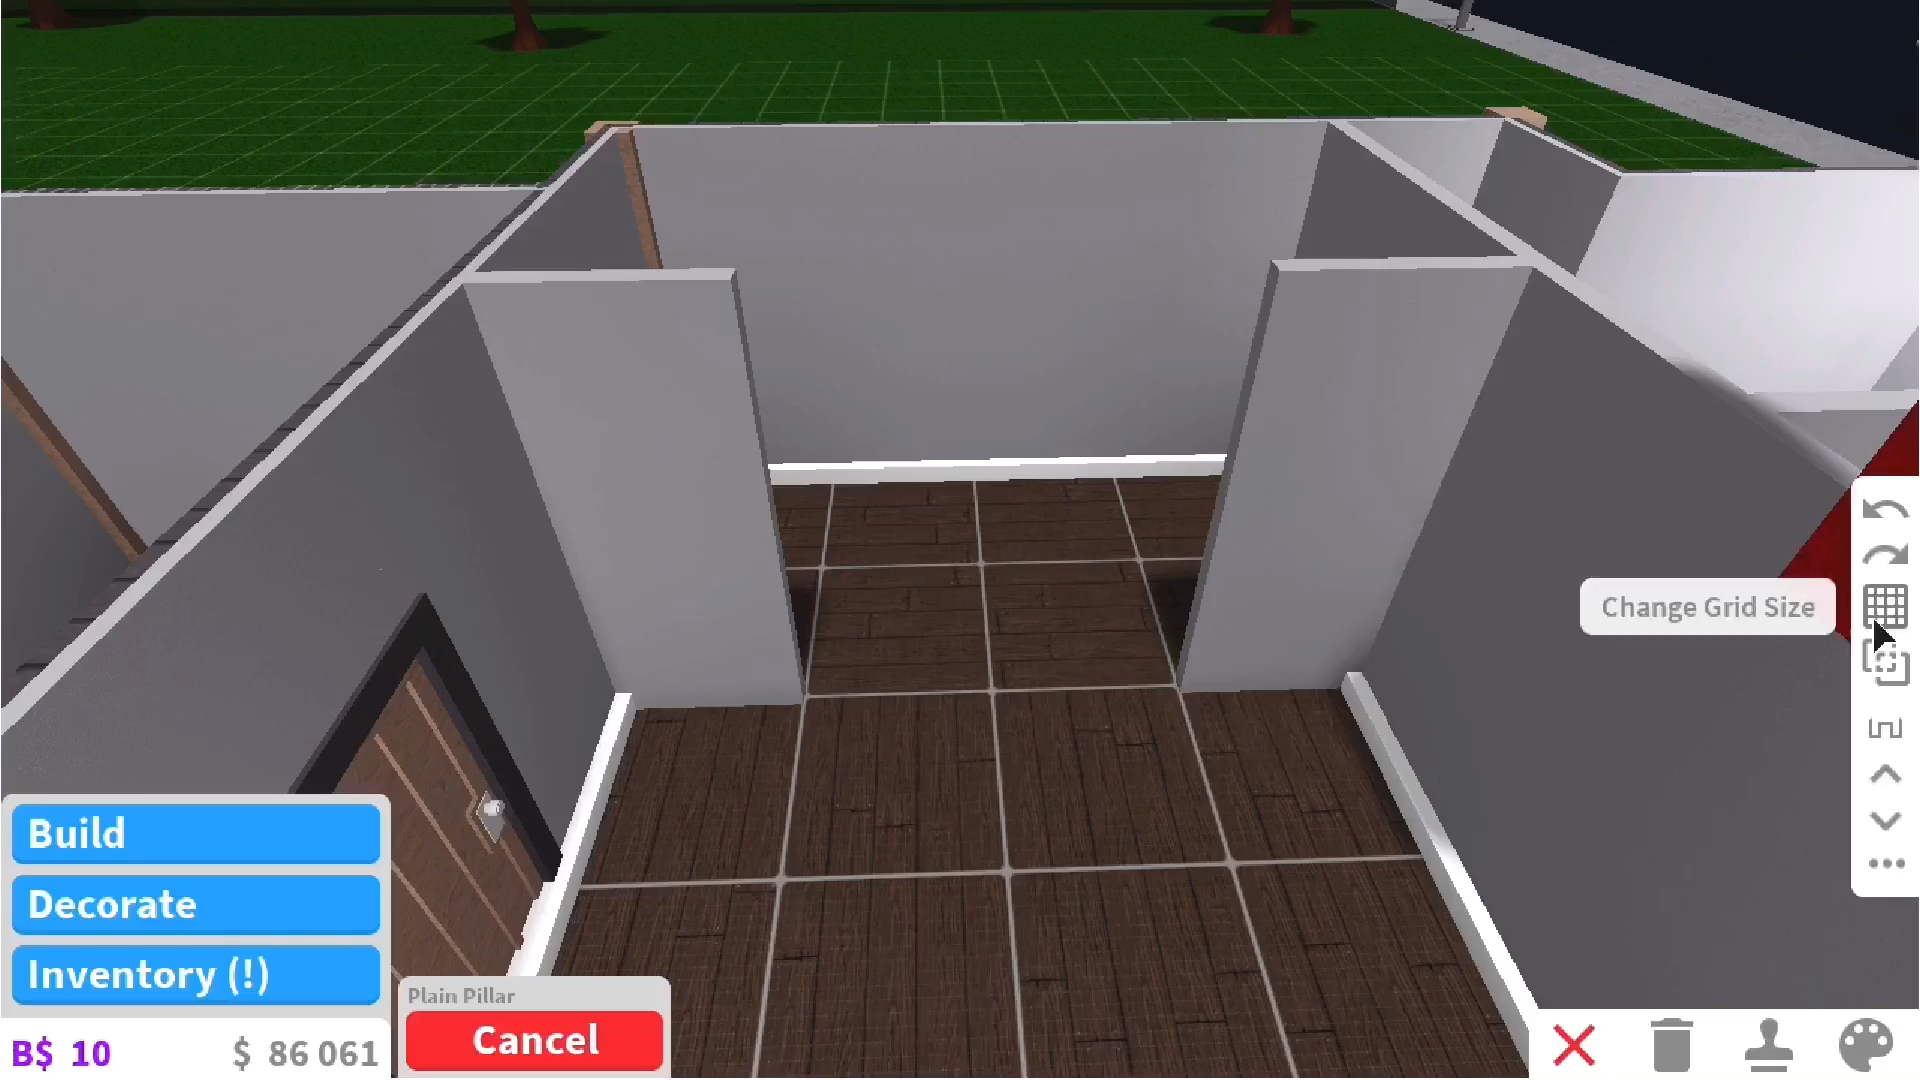 Change Grid Size
Build
Decorate
Inventory (!)
Plain Pillar
Cancel
B$ 10
$ 86 061